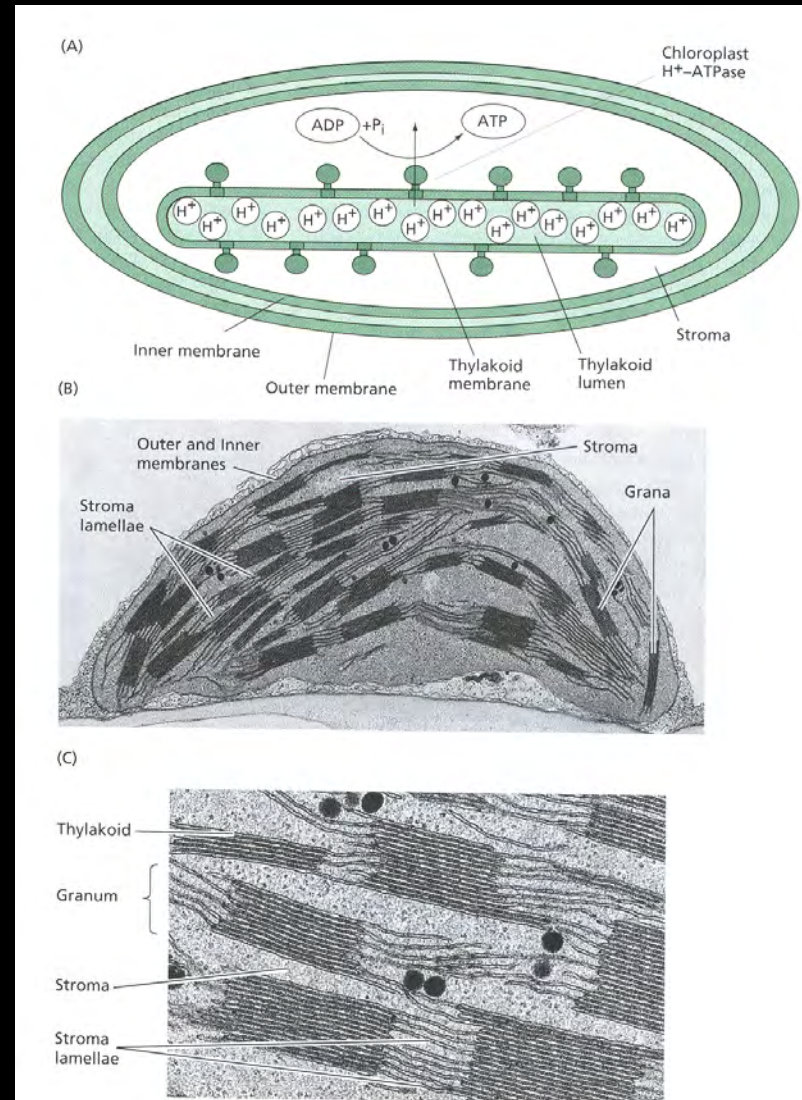 (A)
Chloroplast
H⁺–ATPase
ADP +Pᵢ ATP
H⁺ H⁺ H⁺ H⁺ H⁺ H⁺ H⁺ H⁺ H⁺ H⁺ H⁺ H⁺ H⁺ H⁺ H⁺ H⁺ H⁺
Inner membrane
Outer membrane
Thylakoid
membrane
Thylakoid
lumen
Stroma
(B)
Outer and Inner
membranes
Stroma
Stroma
lamellae
Grana
(C)
Thylakoid
Granum
Stroma
Stroma
lamellae